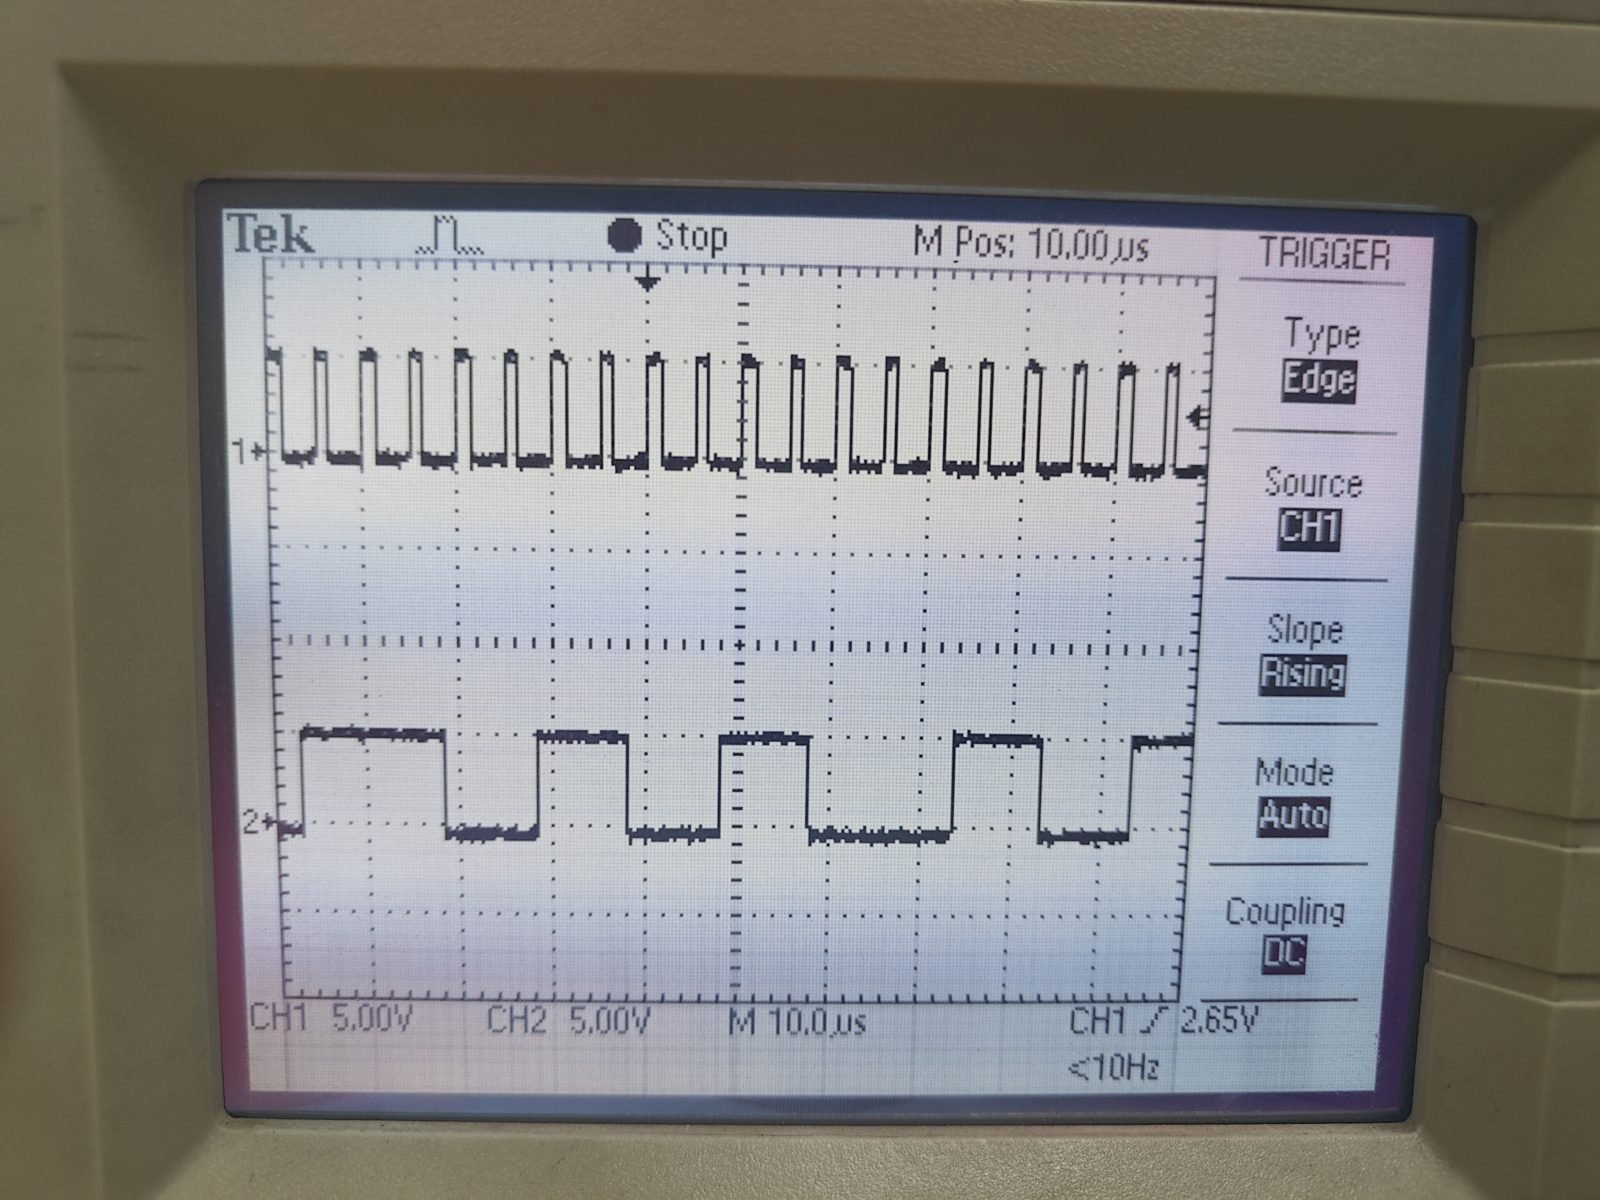 Tek Stop M Pos: 10.00µs TRIGGER
Type
Edge
1
Source
CH1
Slope
Rising
Mode
Auto
2
Coupling
DC
CH1 5.00V CH2 5.00V M 10.0µs CH1 2.65V
<10Hz